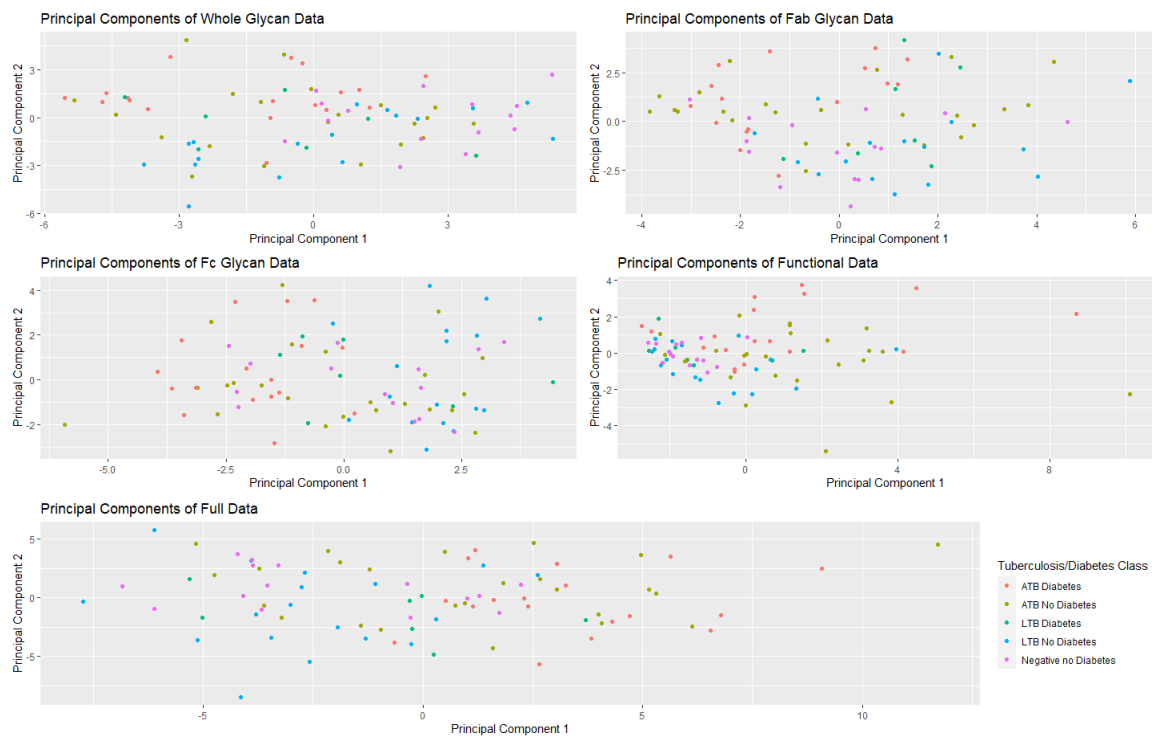 Principal Components of Whole Glycan Data
Principal Component 2
3
0
-3
-6
-6
-3
0
3
Principal Component 1
Principal Components of Fab Glycan Data
Principal Component 2
2.5
0.0
-2.5
-4
-2
0
2
4
6
Principal Component 1
Principal Components of Fc Glycan Data
Principal Component 2
4
2
0
-2
-5.0
-2.5
0.0
2.5
Principal Component 1
Principal Components of Functional Data
Principal Component 2
4
2
0
-2
-4
0
4
8
Principal Component 1
Principal Components of Full Data
Principal Component 2
5
0
-5
-5
0
5
10
Principal Component 1
Tuberculosis/Diabetes Class
ATB Diabetes
ATB No Diabetes
LTB Diabetes
LTB No Diabetes
Negative no Diabetes